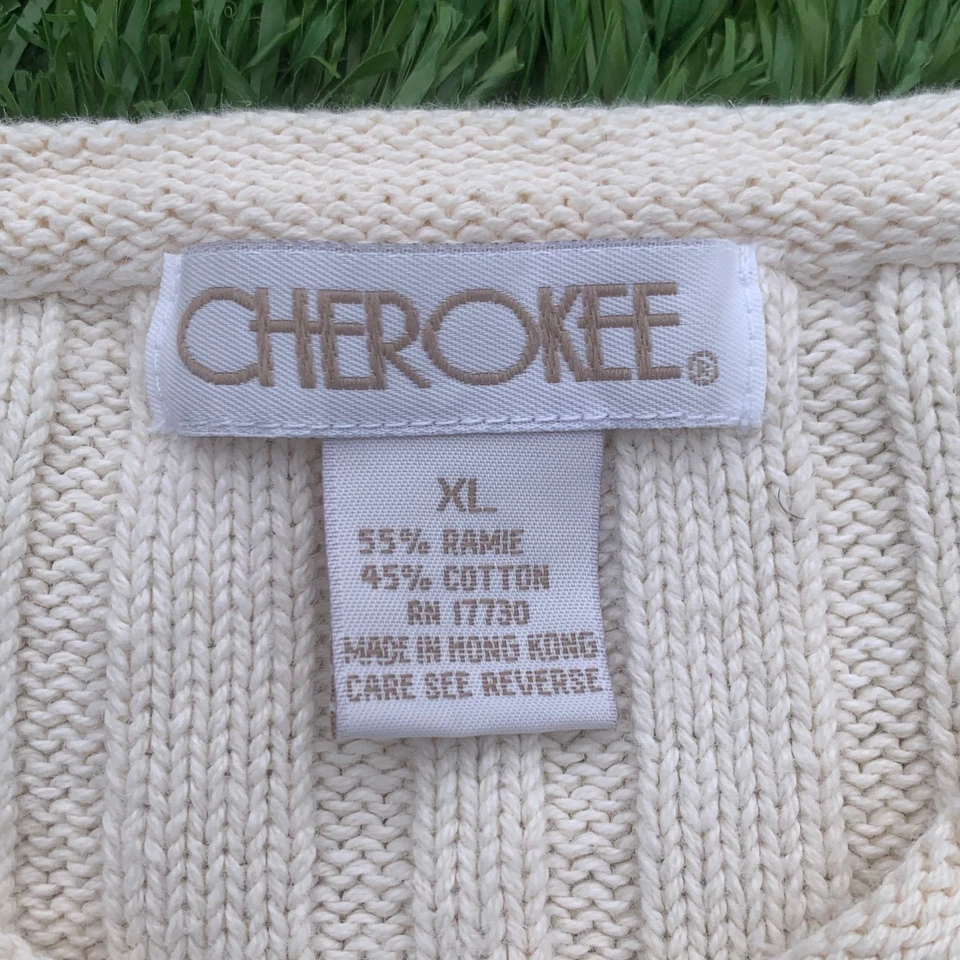 CHEROKEE®
XL
55% RAMIE
45% COTTON
RN 17730
MADE IN HONG KONG
CARE SEE REVERSE